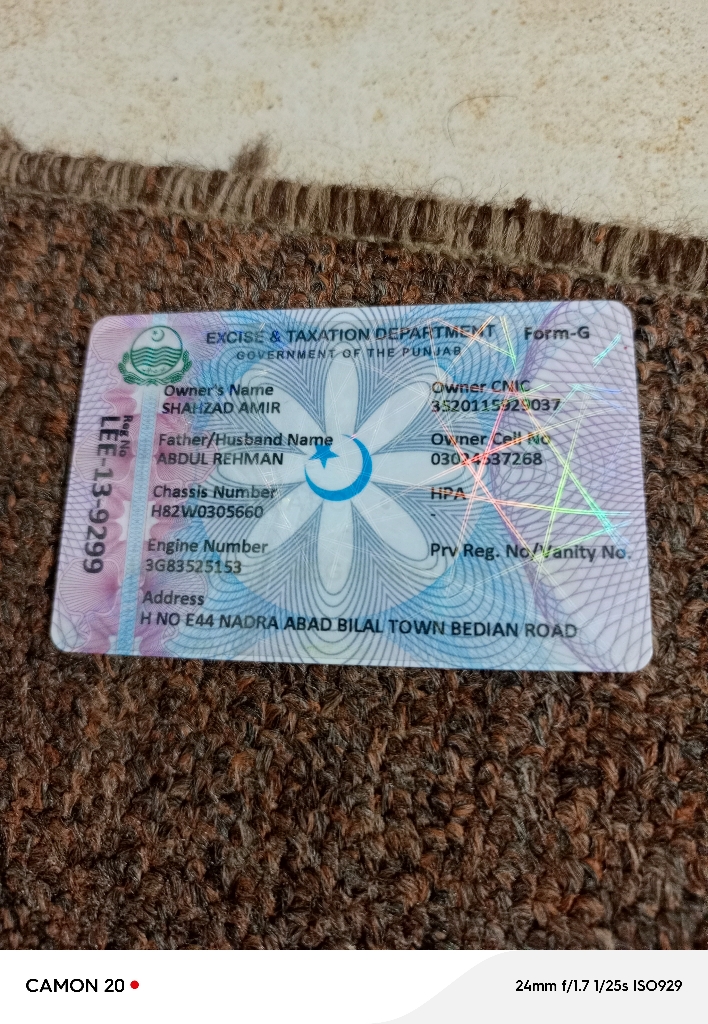 EXCISE & TAXATION DEPARTMENT Form-G
GOVERNMENT OF THE PUNJAB
Reg No
LEE-13-9299
Owner's Name
SHAHZAD AMIR
Owner CNIC
3520115929037
Father/Husband Name
ABDUL REHMAN
Owner Cell No
03024537268
Chassis Number
H82W0305660
HPA
-
Engine Number
3G83525153
Prv Reg. No/Vanity No.
Address
H NO E44 NADRA ABAD BILAL TOWN BEDIAN ROAD
CAMON 20
24mm f/1.7 1/25s ISO929